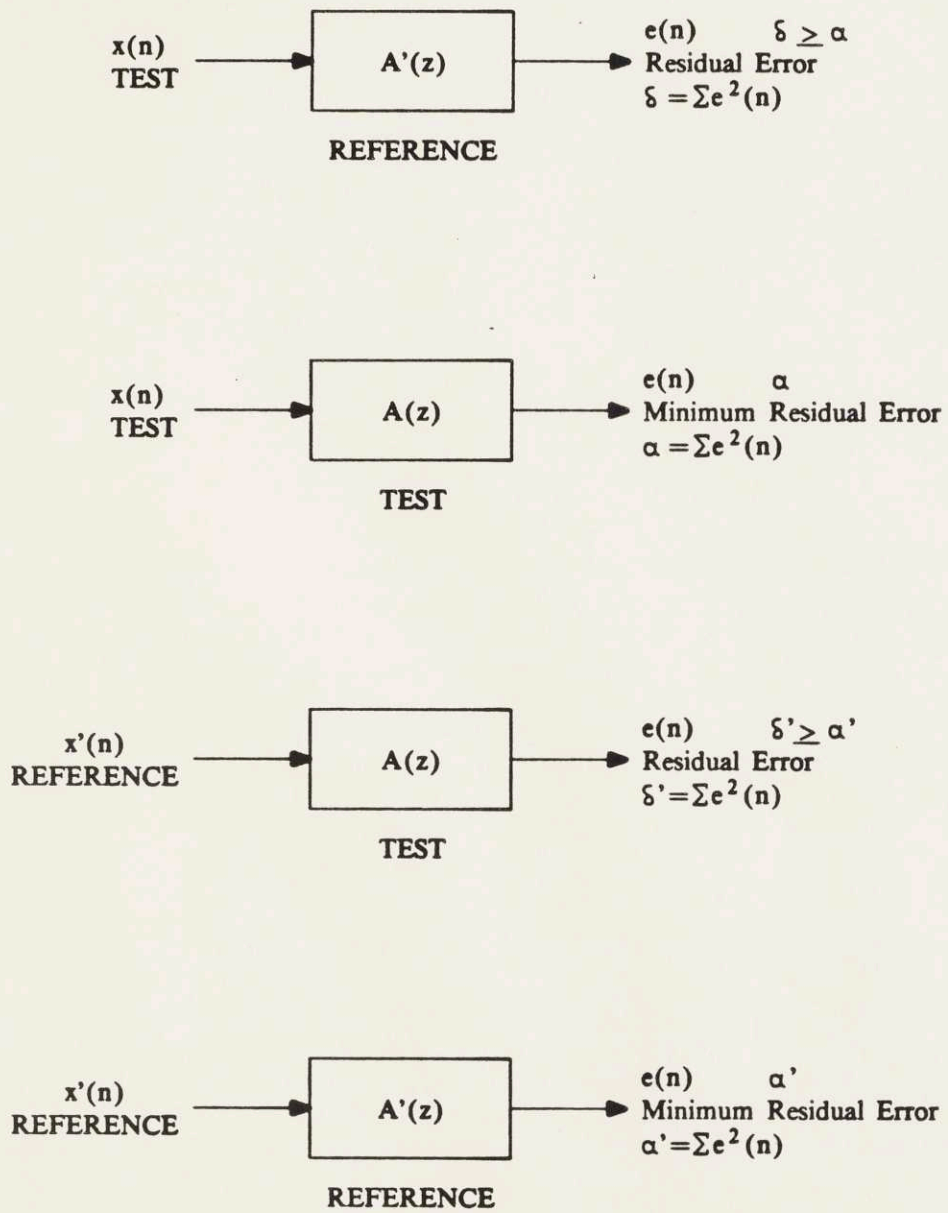 x(n)
TEST
A'(z)
REFERENCE
e(n) δ ≥ α
Residual Error
δ = Σe²(n)
x(n)
TEST
A(z)
TEST
e(n) α
Minimum Residual Error
α = Σe²(n)
x'(n)
REFERENCE
A(z)
TEST
e(n) δ' ≥ α'
Residual Error
δ' = Σe²(n)
x'(n)
REFERENCE
A'(z)
REFERENCE
e(n) α'
Minimum Residual Error
α' = Σe²(n)